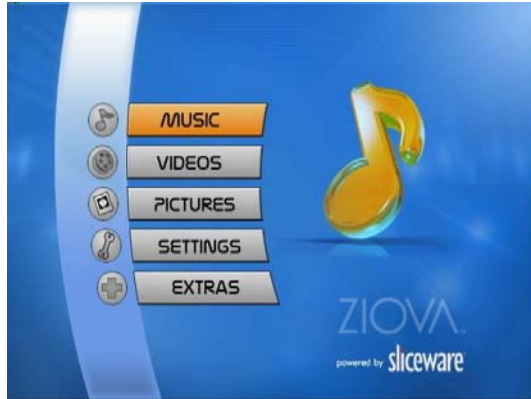 MUSIC
VIDEOS
PICTURES
SETTINGS
EXTRAS
ZIOVA
powered by sliceware